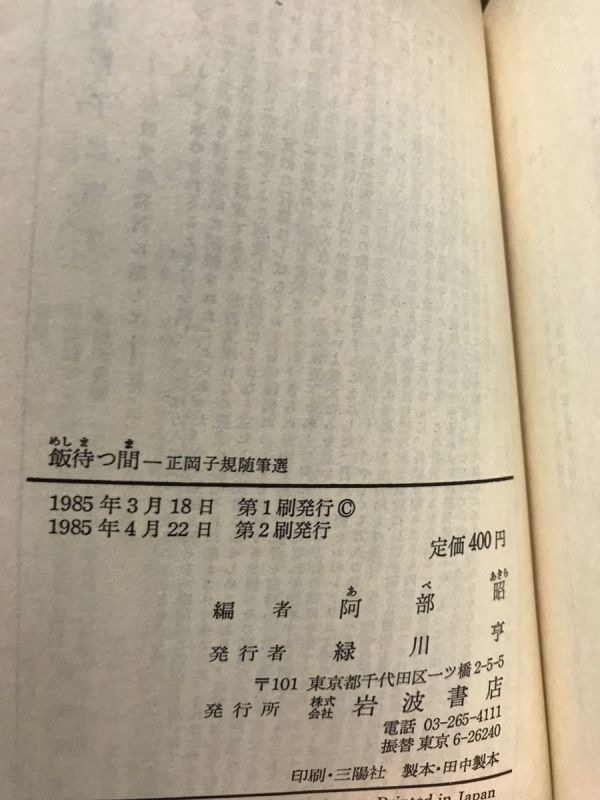 めし ま ま
飯待つ間―正岡子規随筆選
1985年3月18日 第1刷発行©
1985年4月22日 第2刷発行
定価400円
あ べ あきら
編者 阿部昭
発行者 緑川亨
〒101 東京都千代田区一ツ橋2-5-5
発行所 株式会社 岩波書店
電話 03-265-4111
振替 東京6-26240
印刷・三陽社 製本・田中製本
Printed in Japan